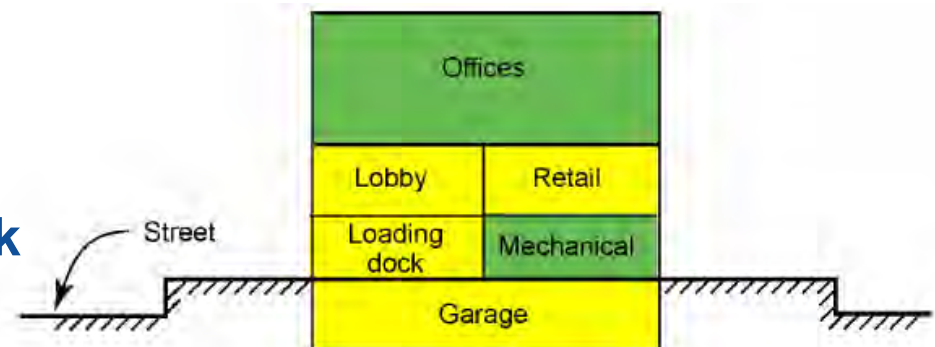 Offices
Lobby
Retail
k
Street
Loading
dock
Mechanical
Garage